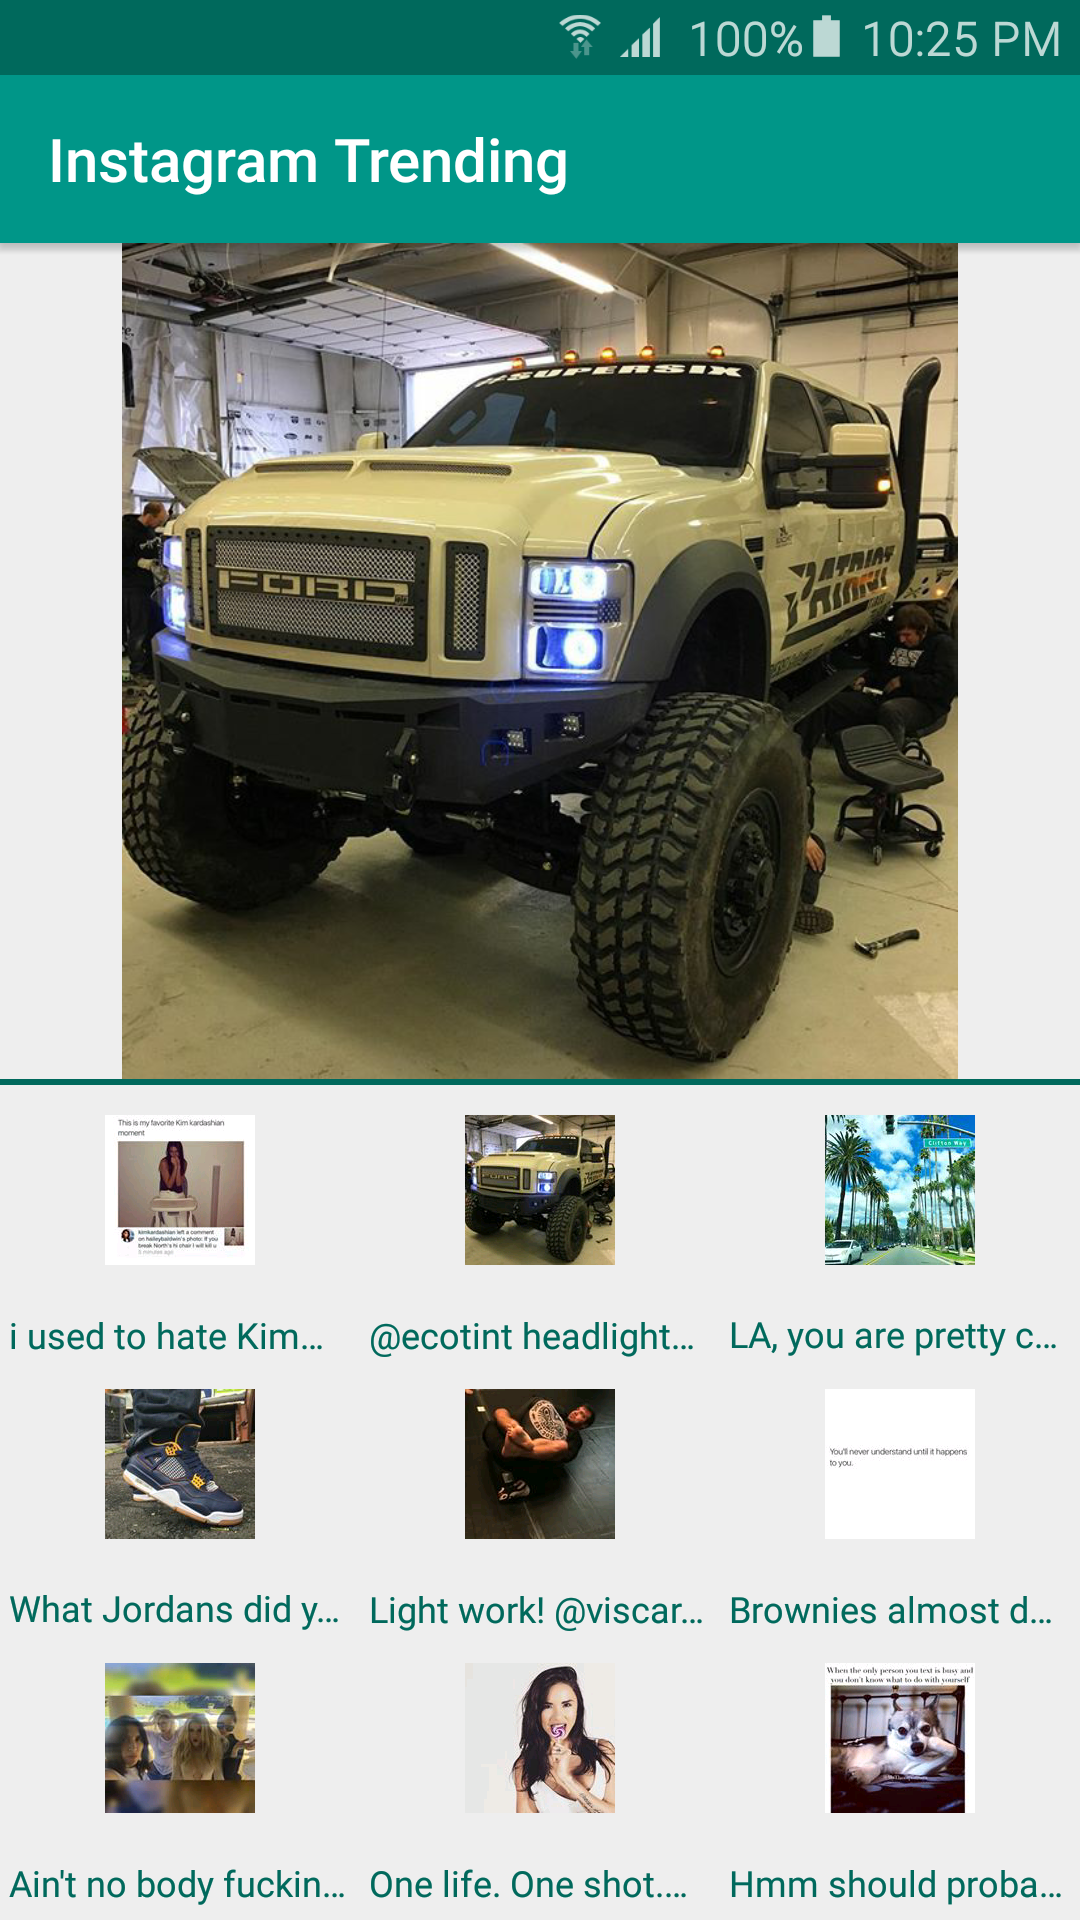 100% 10:25 PM
Instagram Trending
#SUPERSIX
FORD
PATRIOT
This is my favorite Kim kardashian
moment
kimkardashian left a comment
on haileybaldwin's photo: If you
break North's hi chair I will kill u
5 minutes ago
FORD
Clifton Way
i used to hate Kim…
@ecotint headlight…
LA, you are pretty c…
You'll never understand until it happens
to you.
What Jordans did y…
Light work! @viscar…
Brownies almost d…
When the only person you text is busy and
you don't know what to do with yourself
Ain't no body fuckin…
One life. One shot.…
Hmm should proba…